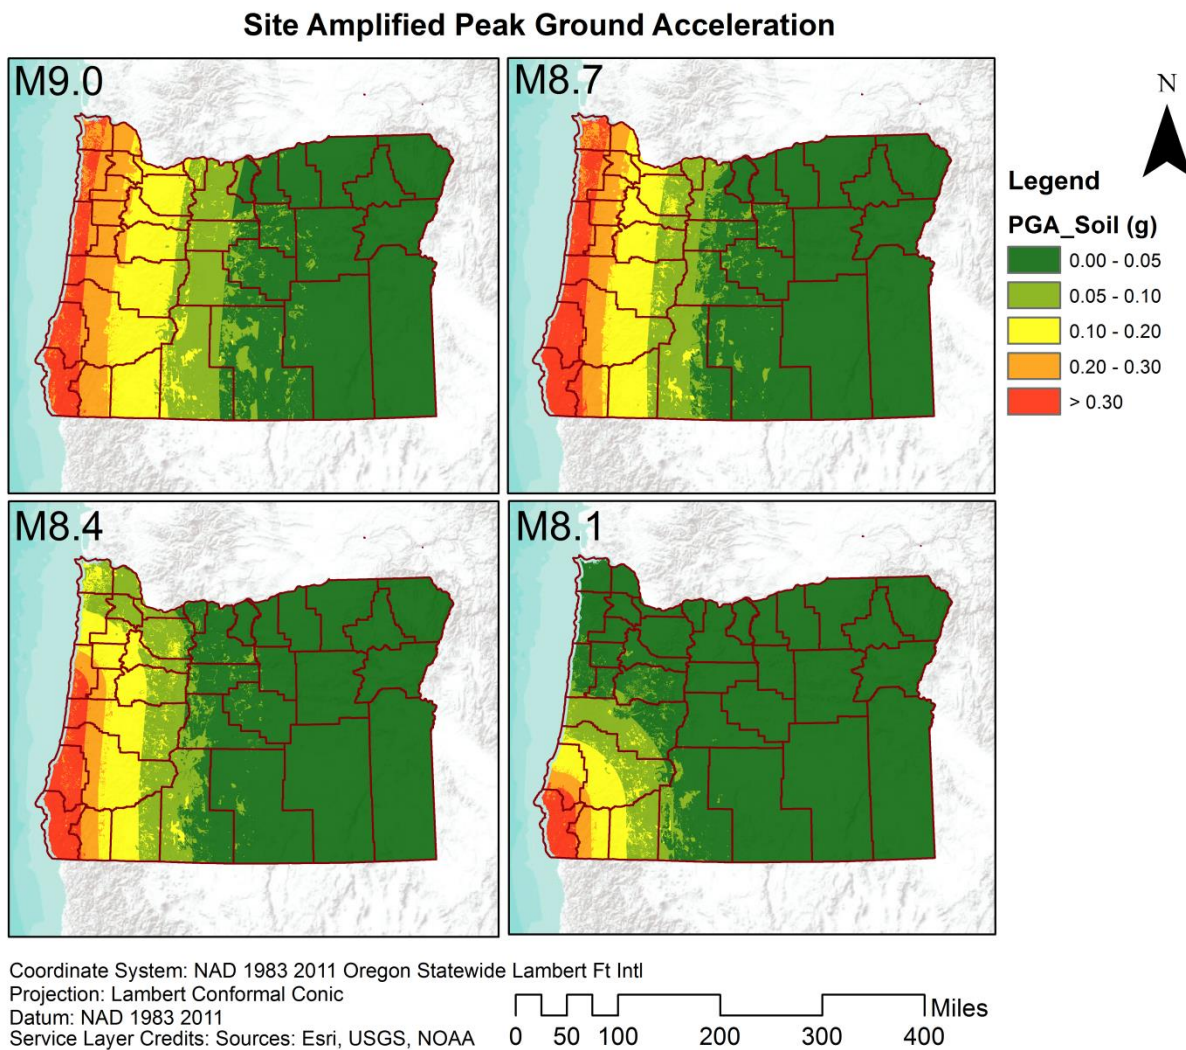 Site Amplified Peak Ground Acceleration
M9.0
M8.7
N
Legend
PGA_Soil (g)
0.00 - 0.05
0.05 - 0.10
0.10 - 0.20
0.20 - 0.30
> 0.30
M8.4
M8.1
Coordinate System: NAD 1983 2011 Oregon Statewide Lambert Ft Intl
Projection: Lambert Conformal Conic
Datum: NAD 1983 2011
Service Layer Credits: Sources: Esri, USGS, NOAA
Miles
0 50 100 200 300 400